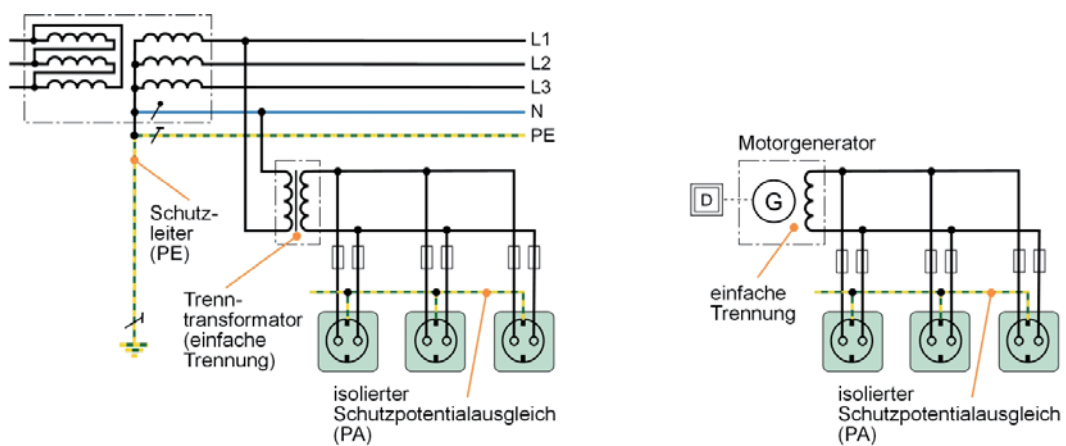 L1
L2
L3
N
PE
Schutz-
leiter
(PE)
Trenn-
transformator
(einfache
Trennung)
isolierter
Schutzpotentialausgleich
(PA)
Motorgenerator
D
G
einfache
Trennung
isolierter
Schutzpotentialausgleich
(PA)